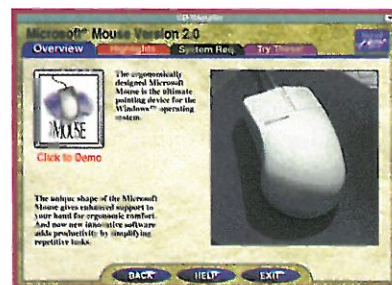 Microsoft® Mouse Version 2.0
Overview
Highlights
System Req.
Try These!
The ergonomically
designed Microsoft
Mouse is the ultimate
pointing device for the
Windows™ operating
system.
MOUSE
Click to Demo
The unique shape of the Microsoft
Mouse gives enhanced support to
your hand for ergonomic comfort.
And now new innovative software
adds productivity by simplifying
repetitive tasks.
BACK
HELP
EXIT